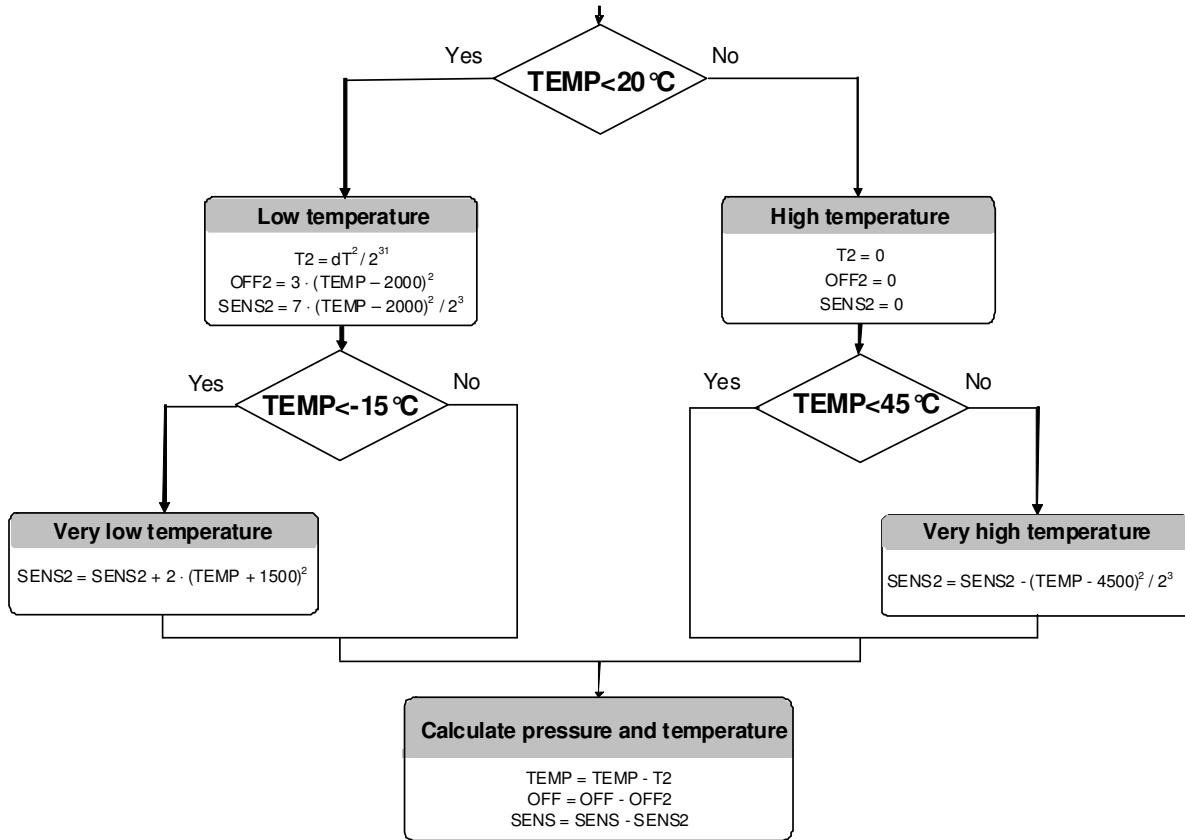 Yes
No
TEMP<20°C
Low temperature
T2 = dT² / 2³¹
OFF2 = 3 · (TEMP – 2000)²
SENS2 = 7 · (TEMP – 2000)² / 2³
High temperature
T2 = 0
OFF2 = 0
SENS2 = 0
Yes
No
TEMP<-15°C
Yes
No
TEMP<45°C
Very low temperature
SENS2 = SENS2 + 2 · (TEMP + 1500)²
Very high temperature
SENS2 = SENS2 - (TEMP - 4500)² / 2³
Calculate pressure and temperature
TEMP = TEMP - T2
OFF = OFF - OFF2
SENS = SENS - SENS2